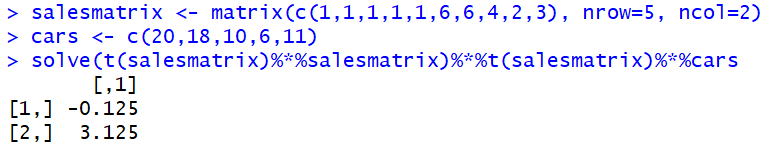 > salesmatrix <- matrix(c(1,1,1,1,1,6,6,4,2,3), nrow=5, ncol=2)
> cars <- c(20,18,10,6,11)
> solve(t(salesmatrix)%*%salesmatrix)%*%t(salesmatrix)%*%cars
[,1]
[1,] -0.125
[2,] 3.125